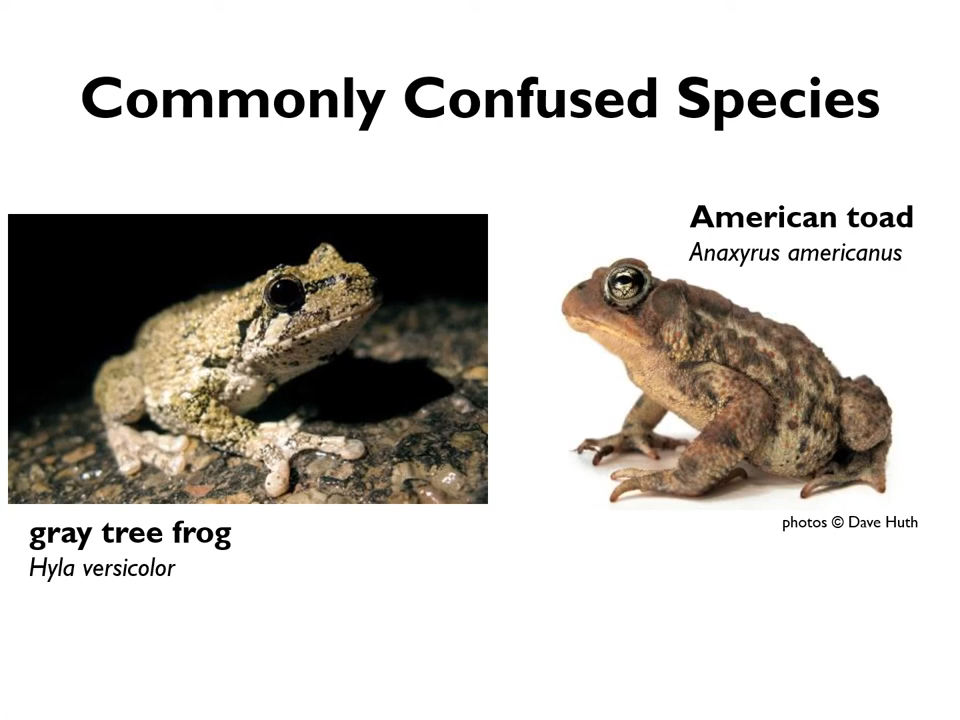 Commonly Confused Species
American toad
Anaxyrus americanus
photos © Dave Huth
gray tree frog
Hyla versicolor